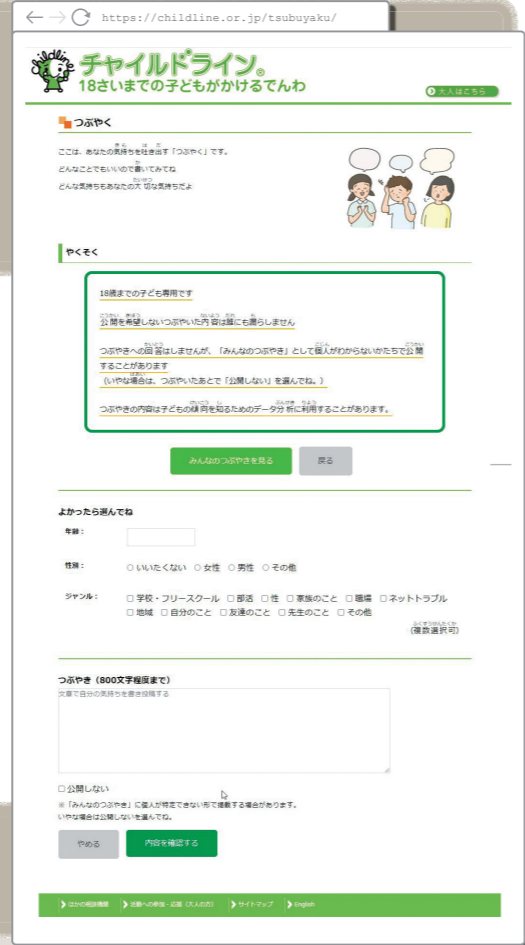 https://childline.or.jp/tsubuyaku/
childline
チャイルドライン。
18さいまでの子どもがかけるでんわ
大人はこちら
つぶやく
ここは、あなたの気持ちを吐き出す「つぶやく」です。
どんなことでもいいので書いてみてね
どんな気持ちもあなたの大切な気持ちだよ
やくそく
18歳までの子ども専用です
公開を希望しないつぶやいた内容は誰にも漏らしません
つぶやきへの回答はしませんが、「みんなのつぶやき」として個人がわからないかたちで公開
することがあります
(いやな場合は、つぶやいたあとで「公開しない」を選んでね。)
つぶやきの内容は子どもの傾向を知るためのデータ分析に利用することがあります。
みんなのつぶやきを見る 戻る
よかったら選んでね
年齢:
性別: いいたくない 女性 男性 その他
ジャンル: 学校・フリースクール 部活 性 家族のこと 職場 ネットトラブル
地域 自分のこと 友達のこと 先生のこと その他
(複数選択可)
つぶやき(800文字程度まで)
文章で自分の気持ちを書き投稿する
公開しない
※「みんなのつぶやき」に個人が特定できない形で掲載する場合があります。
いやな場合は公開しないを選んでね。
やめる 内容を確認する
ほかの相談機関 活動への参加・応援(大人の方) サイトマップ English